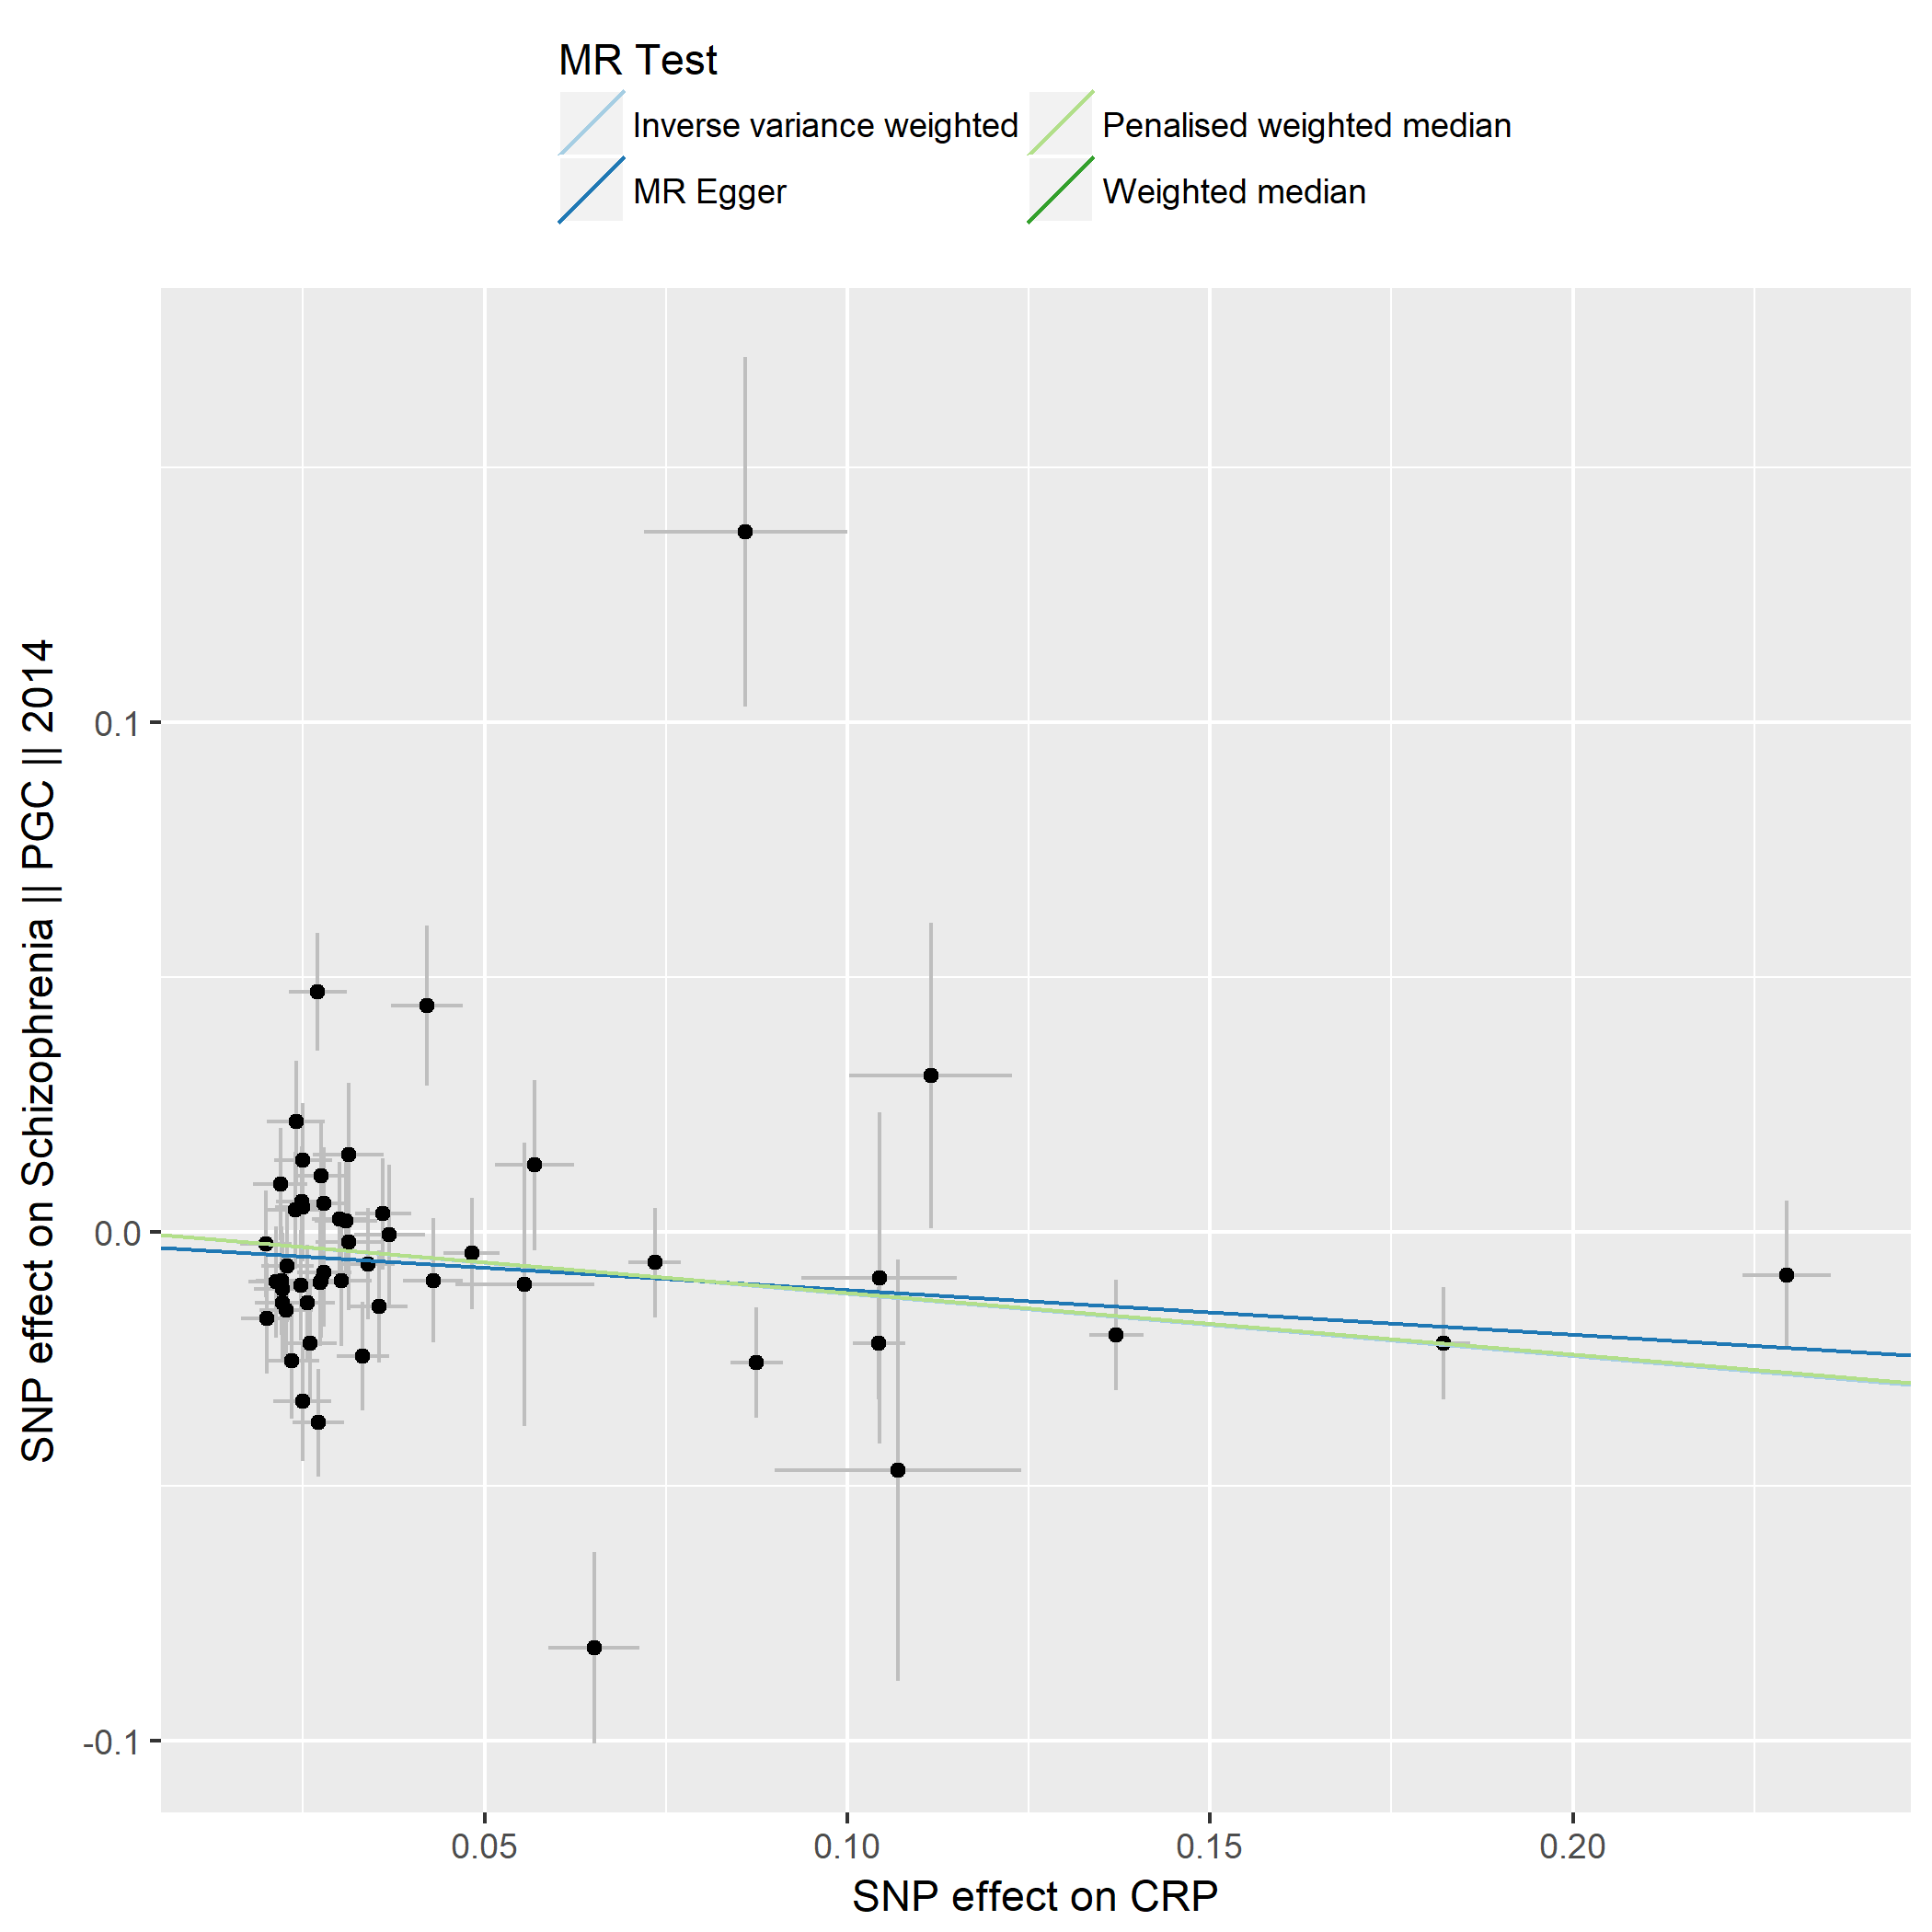 MR Test
Inverse variance weighted
Penalised weighted median
MR Egger
Weighted median
SNP effect on Schizophrenia || PGC || 2014
0.1
0.0
-0.1
0.05
0.10
0.15
0.20
SNP effect on CRP